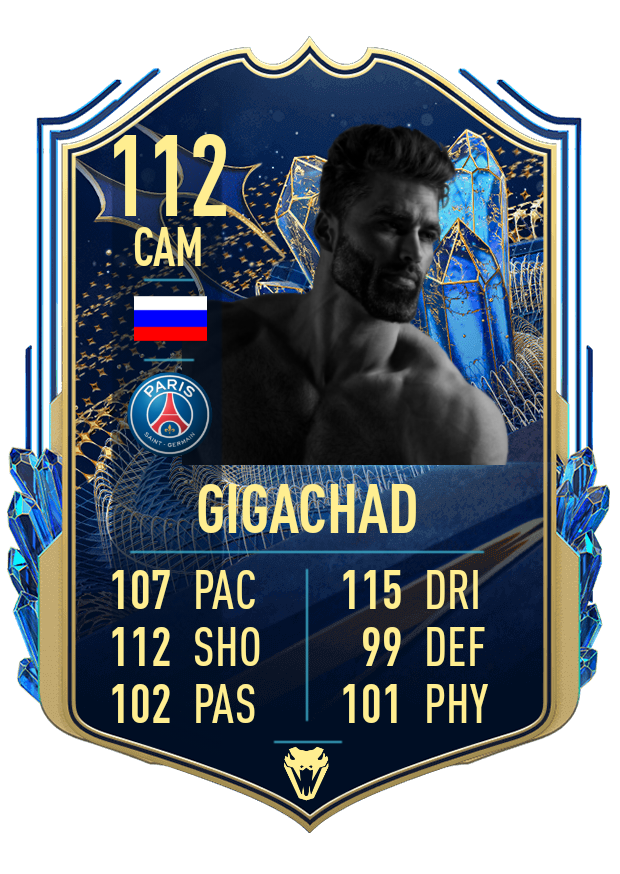 112
CAM
PARIS
SAINT-GERMAIN
GIGACHAD
107 PAC
112 SHO
102 PAS
115 DRI
99 DEF
101 PHY